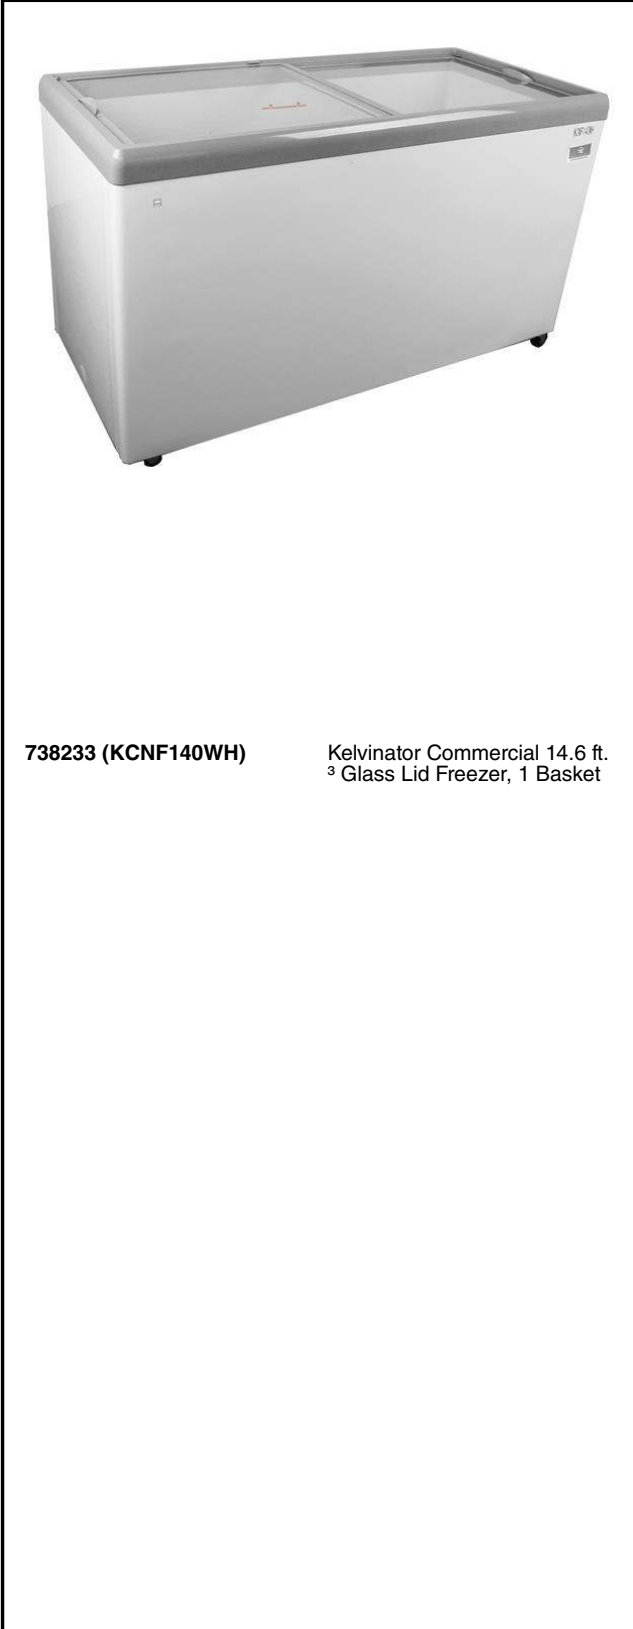 738233 (KCNF140WH)
Kelvinator Commercial 14.6 ft.
³ Glass Lid Freezer, 1 Basket